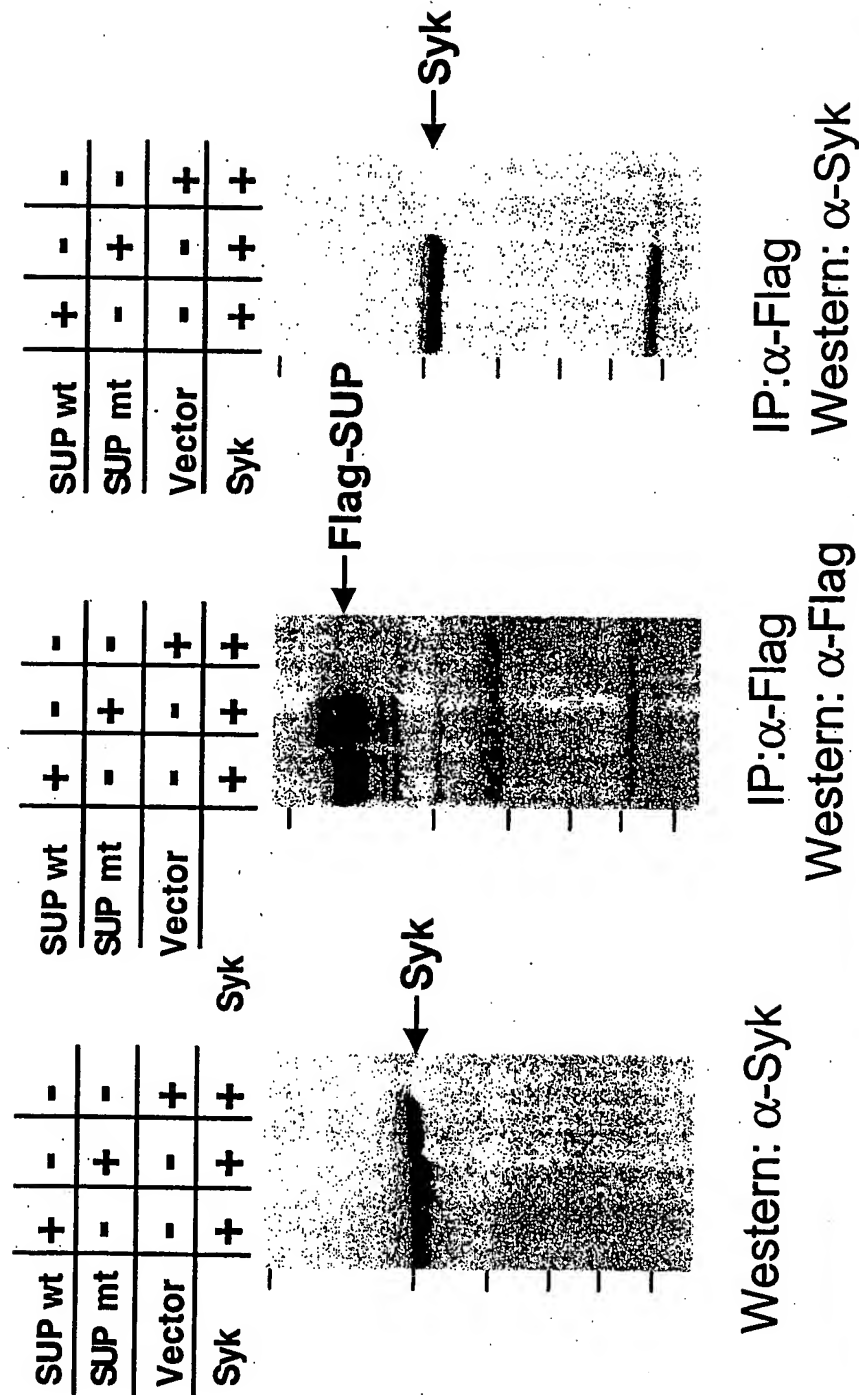 SUP wt + - -
SUP mt - + -
Vector - - +
Syk + + +
Syk
Western: α-Syk
SUP wt + - -
SUP mt - + -
Vector - - +
Syk + + +
Flag-SUP
IP:α-Flag
Western: α-Flag
SUP wt + - -
SUP mt - + -
Vector - - +
Syk + + +
Syk
IP:α-Flag
Western: α-Syk